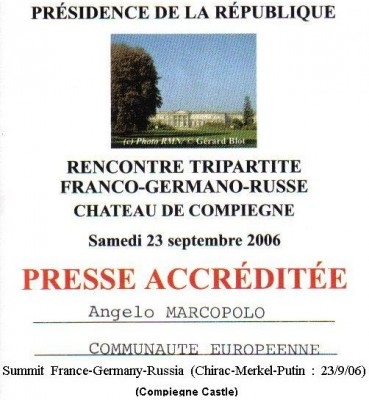 PRÉSIDENCE DE LA RÉPUBLIQUE
(c) Photo RMN, © Gérard Blot
RENCONTRE TRIPARTITE
FRANCO-GERMANO-RUSSE
CHATEAU DE COMPIEGNE
Samedi 23 septembre 2006
PRESSE ACCRÉDITÉE
Angelo MARCOPOLO
COMMUNAUTE EUROPEENNE
Summit France-Germany-Russia (Chirac-Merkel-Putin : 23/9/06)
(Compiegne Castle)